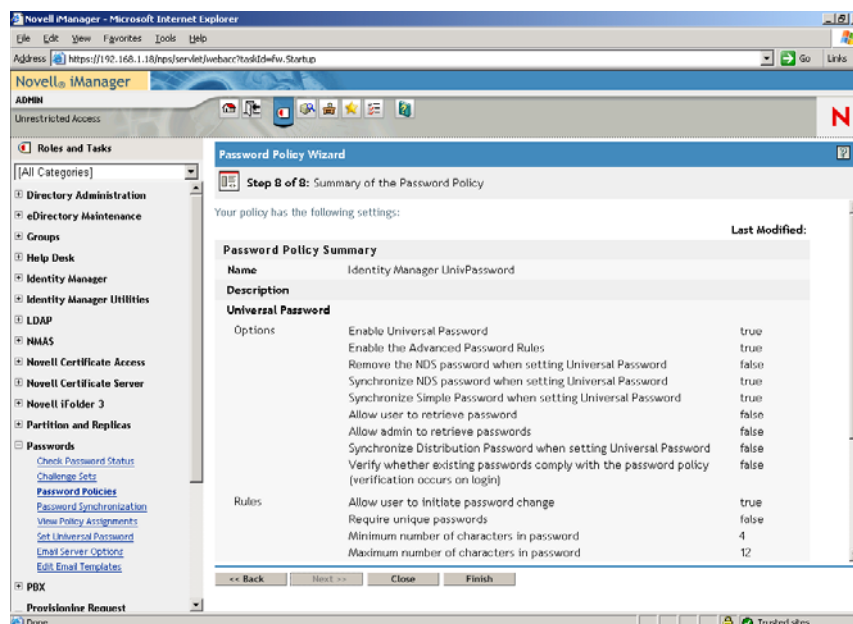 Novell iManager - Microsoft Internet Explorer
File Edit View Favorites Tools Help
Address https://192.168.1.18/nps/servlet/webacc?taskId=fw.Startup Go Links
Novell® iManager
ADMIN
Unrestricted Access
N
Roles and Tasks
[All Categories]
Directory Administration
eDirectory Maintenance
Groups
Help Desk
Identity Manager
Identity Manager Utilities
LDAP
NMAS
Novell Certificate Access
Novell Certificate Server
Novell iFolder 3
Partition and Replicas
Passwords
Check Password Status
Challenge Sets
Password Policies
Password Synchronization
View Policy Assignments
Set Universal Password
Email Server Options
Edit Email Templates
PBX
Provisioning Request
Password Policy Wizard
Step 8 of 8: Summary of the Password Policy
Your policy has the following settings:
Last Modified:
Password Policy Summary
Name Identity Manager UnivPassword
Description
Universal Password
Options Enable Universal Password true
Enable the Advanced Password Rules true
Remove the NDS password when setting Universal Password false
Synchronize NDS password when setting Universal Password true
Synchronize Simple Password when setting Universal Password true
Allow user to retrieve password false
Allow admin to retrieve passwords false
Synchronize Distribution Password when setting Universal Password false
Verify whether existing passwords comply with the password policy false
(verification occurs on login)
Rules Allow user to initiate password change true
Require unique passwords false
Minimum number of characters in password 4
Maximum number of characters in password 12
<< Back Next >> Close Finish
Done Trusted sites